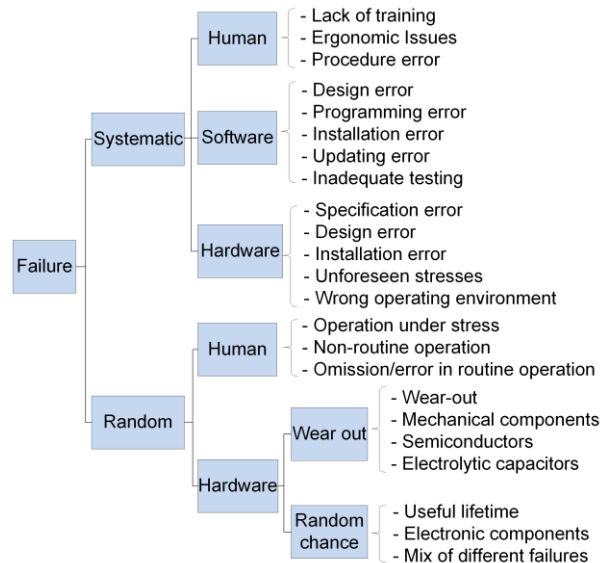 Failure
Systematic
Human
- Lack of training
- Ergonomic Issues
- Procedure error
Software
- Design error
- Programming error
- Installation error
- Updating error
- Inadequate testing
Hardware
- Specification error
- Design error
- Installation error
- Unforeseen stresses
- Wrong operating environment
Random
Human
- Operation under stress
- Non-routine operation
- Omission/error in routine operation
Hardware
Wear out
- Wear-out
- Mechanical components
- Semiconductors
- Electrolytic capacitors
Random
chance
- Useful lifetime
- Electronic components
- Mix of different failures